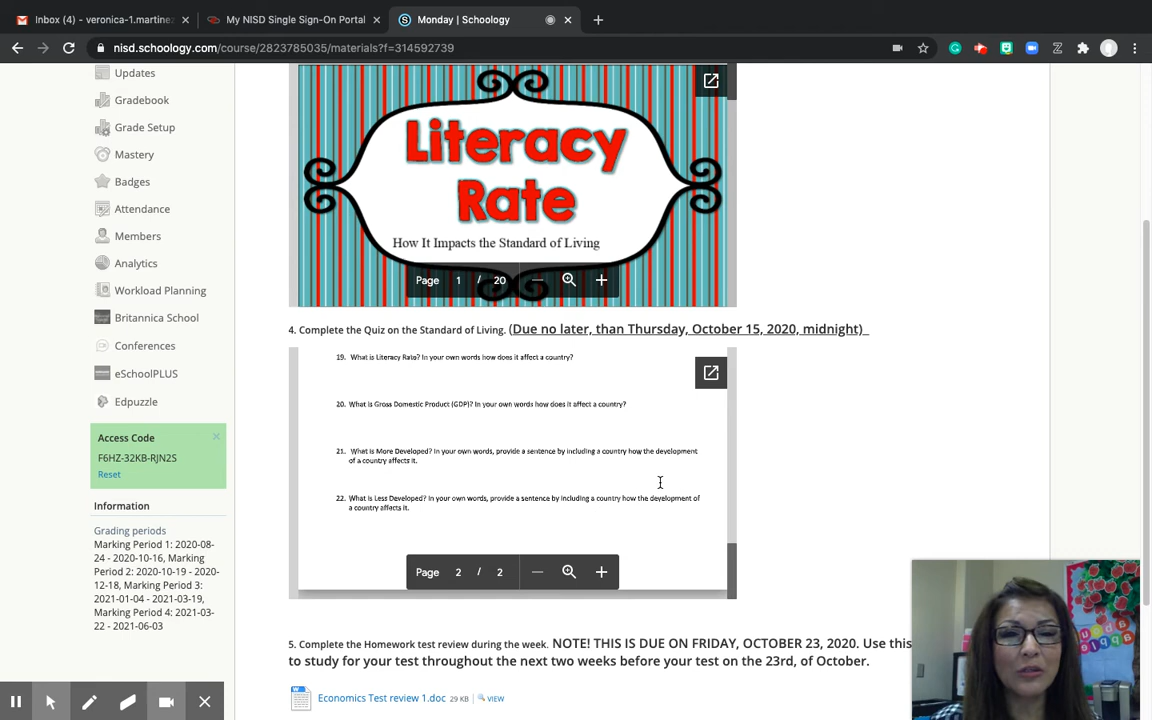 Inbox (4) - veronica-1.martinez
My NISD Single Sign-On Portal
Monday | Schoology
nisd.schoology.com/course/2823785035/materials?f=314592739
Updates
Gradebook
Grade Setup
Mastery
Badges
Attendance
Members
Analytics
Workload Planning
Britannica School
Conferences
eSchoolPLUS
Edpuzzle
Access Code
F6HZ-32KB-RJN2S
Reset
Information
Grading periods
Marking Period 1: 2020-08-
24 - 2020-10-16, Marking
Period 2: 2020-10-19 - 2020-
12-18, Marking Period 3:
2021-01-04 - 2021-03-19,
Marking Period 4: 2021-03-
22 - 2021-06-03
Literacy
Rate
How It Impacts the Standard of Living
Page 1 / 20
4. Complete the Quiz on the Standard of Living. (Due no later, than Thursday, October 15, 2020, midnight)
19. What is Literacy Rate? In your own words how does it affect a country?
20. What is Gross Domestic Product (GDP)? In your own words how does it affect a country?
21. What is More Developed? In your own words, provide a sentence by including a country how the development
of a country affects it.
22. What is Less Developed? In your own words, provide a sentence by including a country how the development of
a country affects it.
Page 2 / 2
5. Complete the Homework test review during the week. NOTE! THIS IS DUE ON FRIDAY, OCTOBER 23, 2020. Use this
to study for your test throughout the next two weeks before your test on the 23rd, of October.
Economics Test review 1.doc 29 KB VIEW